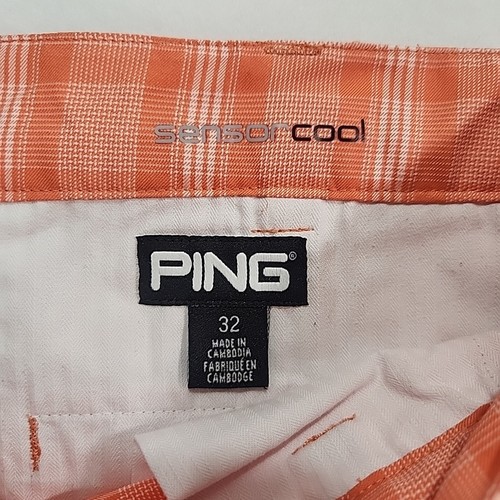 sensorcool
PING®
32
MADE IN
CAMBODIA
FABRIQUÉ EN
CAMBODGE